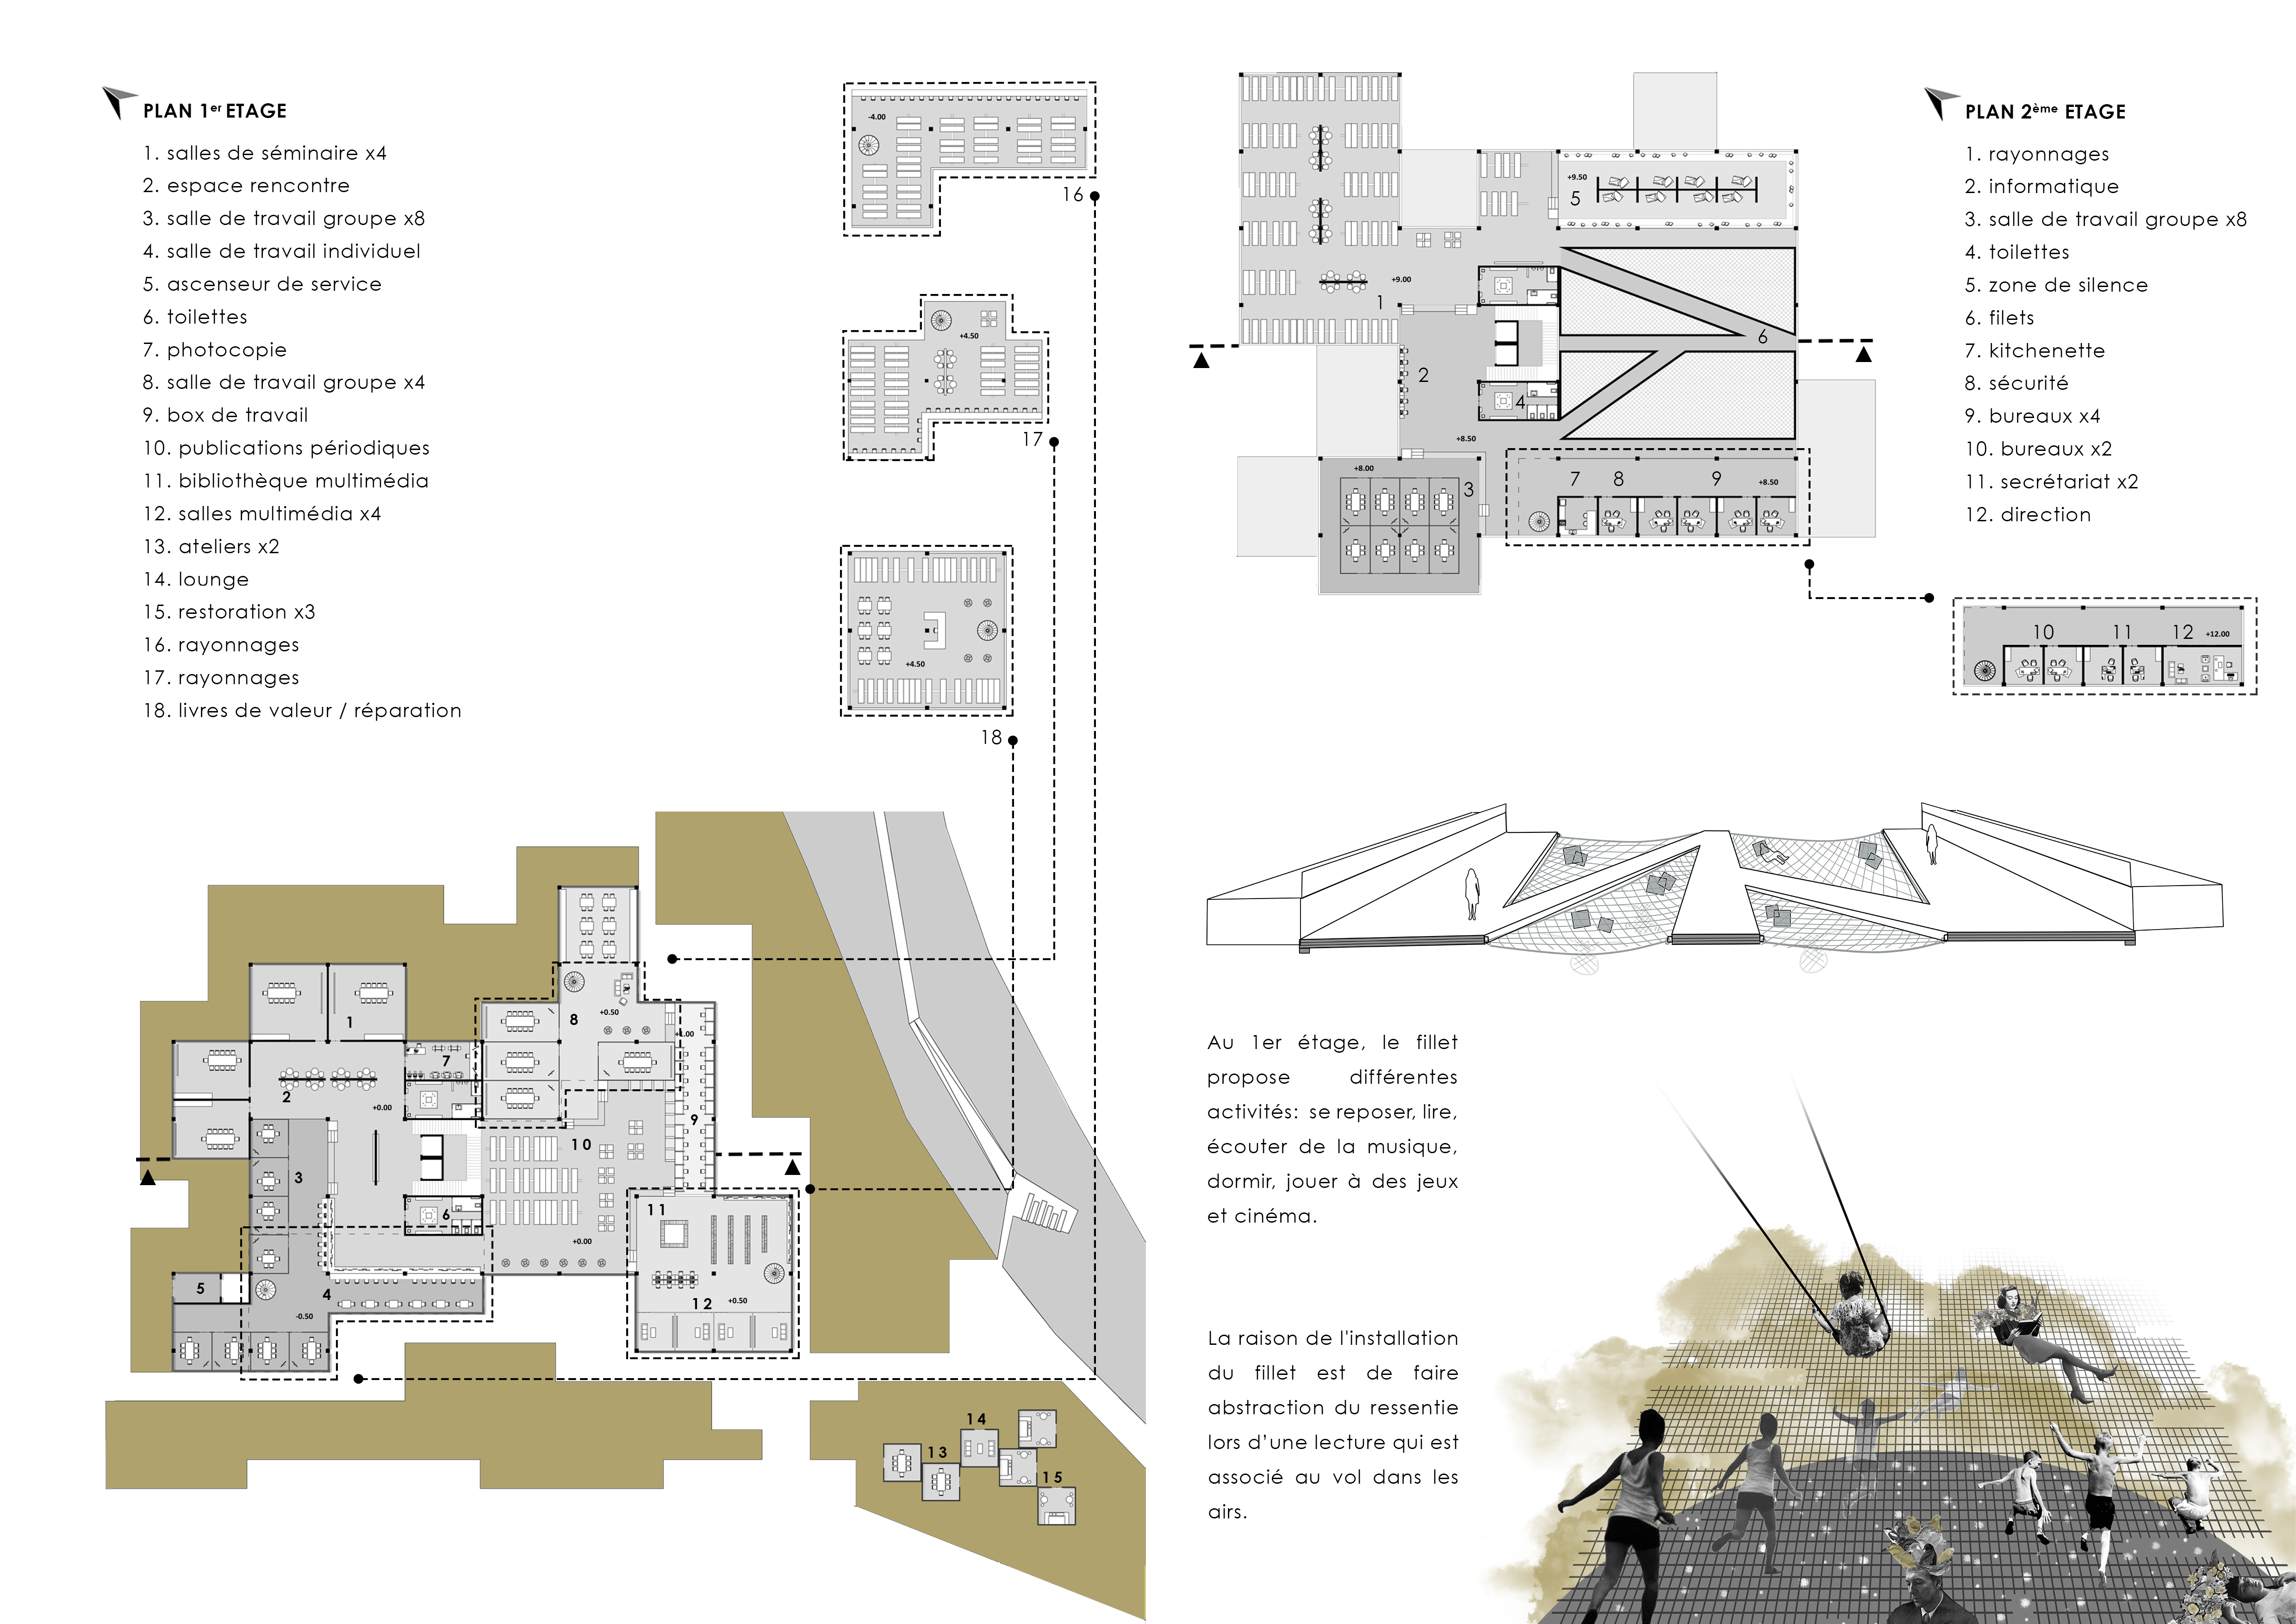 PLAN 1er ETAGE
1. salles de séminaire x4
2. espace rencontre
3. salle de travail groupe x8
4. salle de travail individuel
5. ascenseur de service
6. toilettes
7. photocopie
8. salle de travail groupe x4
9. box de travail
10. publications périodiques
11. bibliothèque multimédia
12. salles multimédia x4
13. ateliers x2
14. lounge
15. restoration x3
16. rayonnages
17. rayonnages
18. livres de valeur / réparation
-4.00
16
+4.50
17
+4.50
18
1
8
+0.50
+1.00
7
2
+0.00
9
10
3
6
11
+0.00
5
4
12
+0.50
-0.50
14
13
15
PLAN 2ème ETAGE
1. rayonnages
2. informatique
3. salle de travail groupe x8
4. toilettes
5. zone de silence
6. filets
7. kitchenette
8. sécurité
9. bureaux x4
10. bureaux x2
11. secrétariat x2
12. direction
+9.50
5
+9.00
1
6
2
4
+8.50
+8.00
3
7
8
9
+8.50
10
11
12
+12.00
Au 1er étage, le fillet
propose différentes
activités: se reposer, lire,
écouter de la musique,
dormir, jouer à des jeux
et cinéma.
La raison de l'installation
du fillet est de faire
abstraction du ressentie
lors d'une lecture qui est
associé au vol dans les
airs.